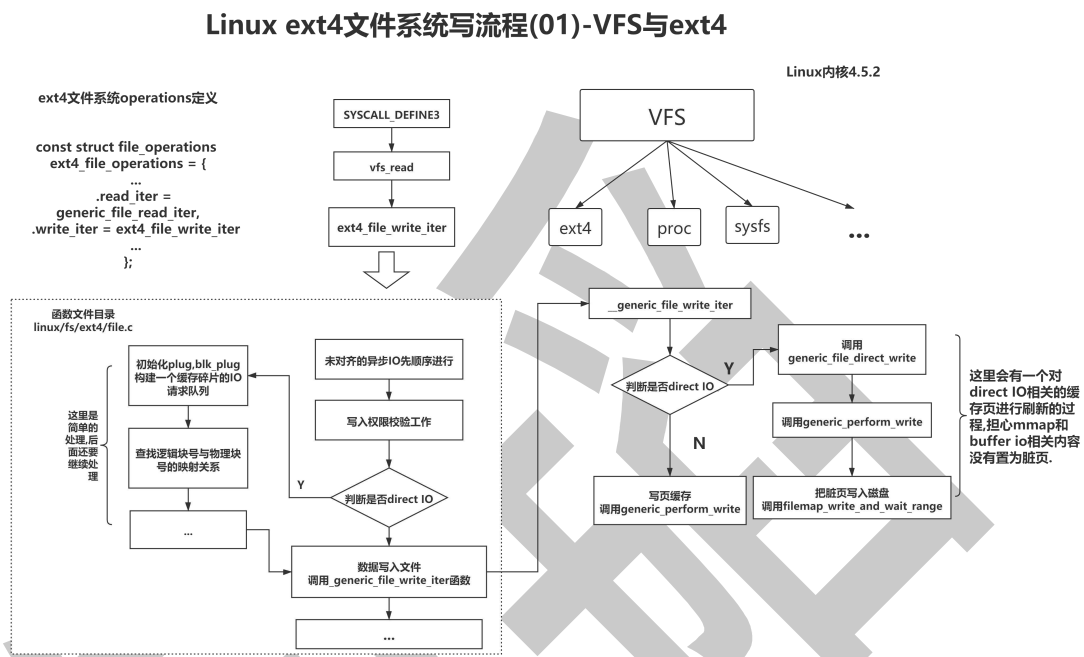 Linux ext4文件系统写流程(01)-VFS与ext4
Linux内核4.5.2
ext4文件系统operations定义
const struct file_operations
ext4_file_operations = {
...
.read_iter =
generic_file_read_iter,
.write_iter = ext4_file_write_iter
...
};
SYSCALL_DEFINE3
vfs_read
ext4_file_write_iter
VFS
ext4
proc
sysfs
...
函数文件目录
linux/fs/ext4/file.c
初始化plug,blk_plug
构建一个缓存碎片的IO
请求队列
查找逻辑块号与物理块
号的映射关系
...
这里是
简单的
处理,后
面还要
继续处
理
未对齐的异步IO先顺序进行
写入权限校验工作
判断是否direct IO
Y
数据写入文件
调用_generic_file_write_iter函数
...
__generic_file_write_iter
判断是否direct IO
Y
N
写页缓存
调用generic_perform_write
调用
generic_file_direct_write
调用generic_perform_write
把脏页写入磁盘
调用filemap_write_and_wait_range
这里会有一个对
direct IO相关的缓
存页进行刷新的过
程,担心mmap和
buffer io相关内容
没有置为脏页.